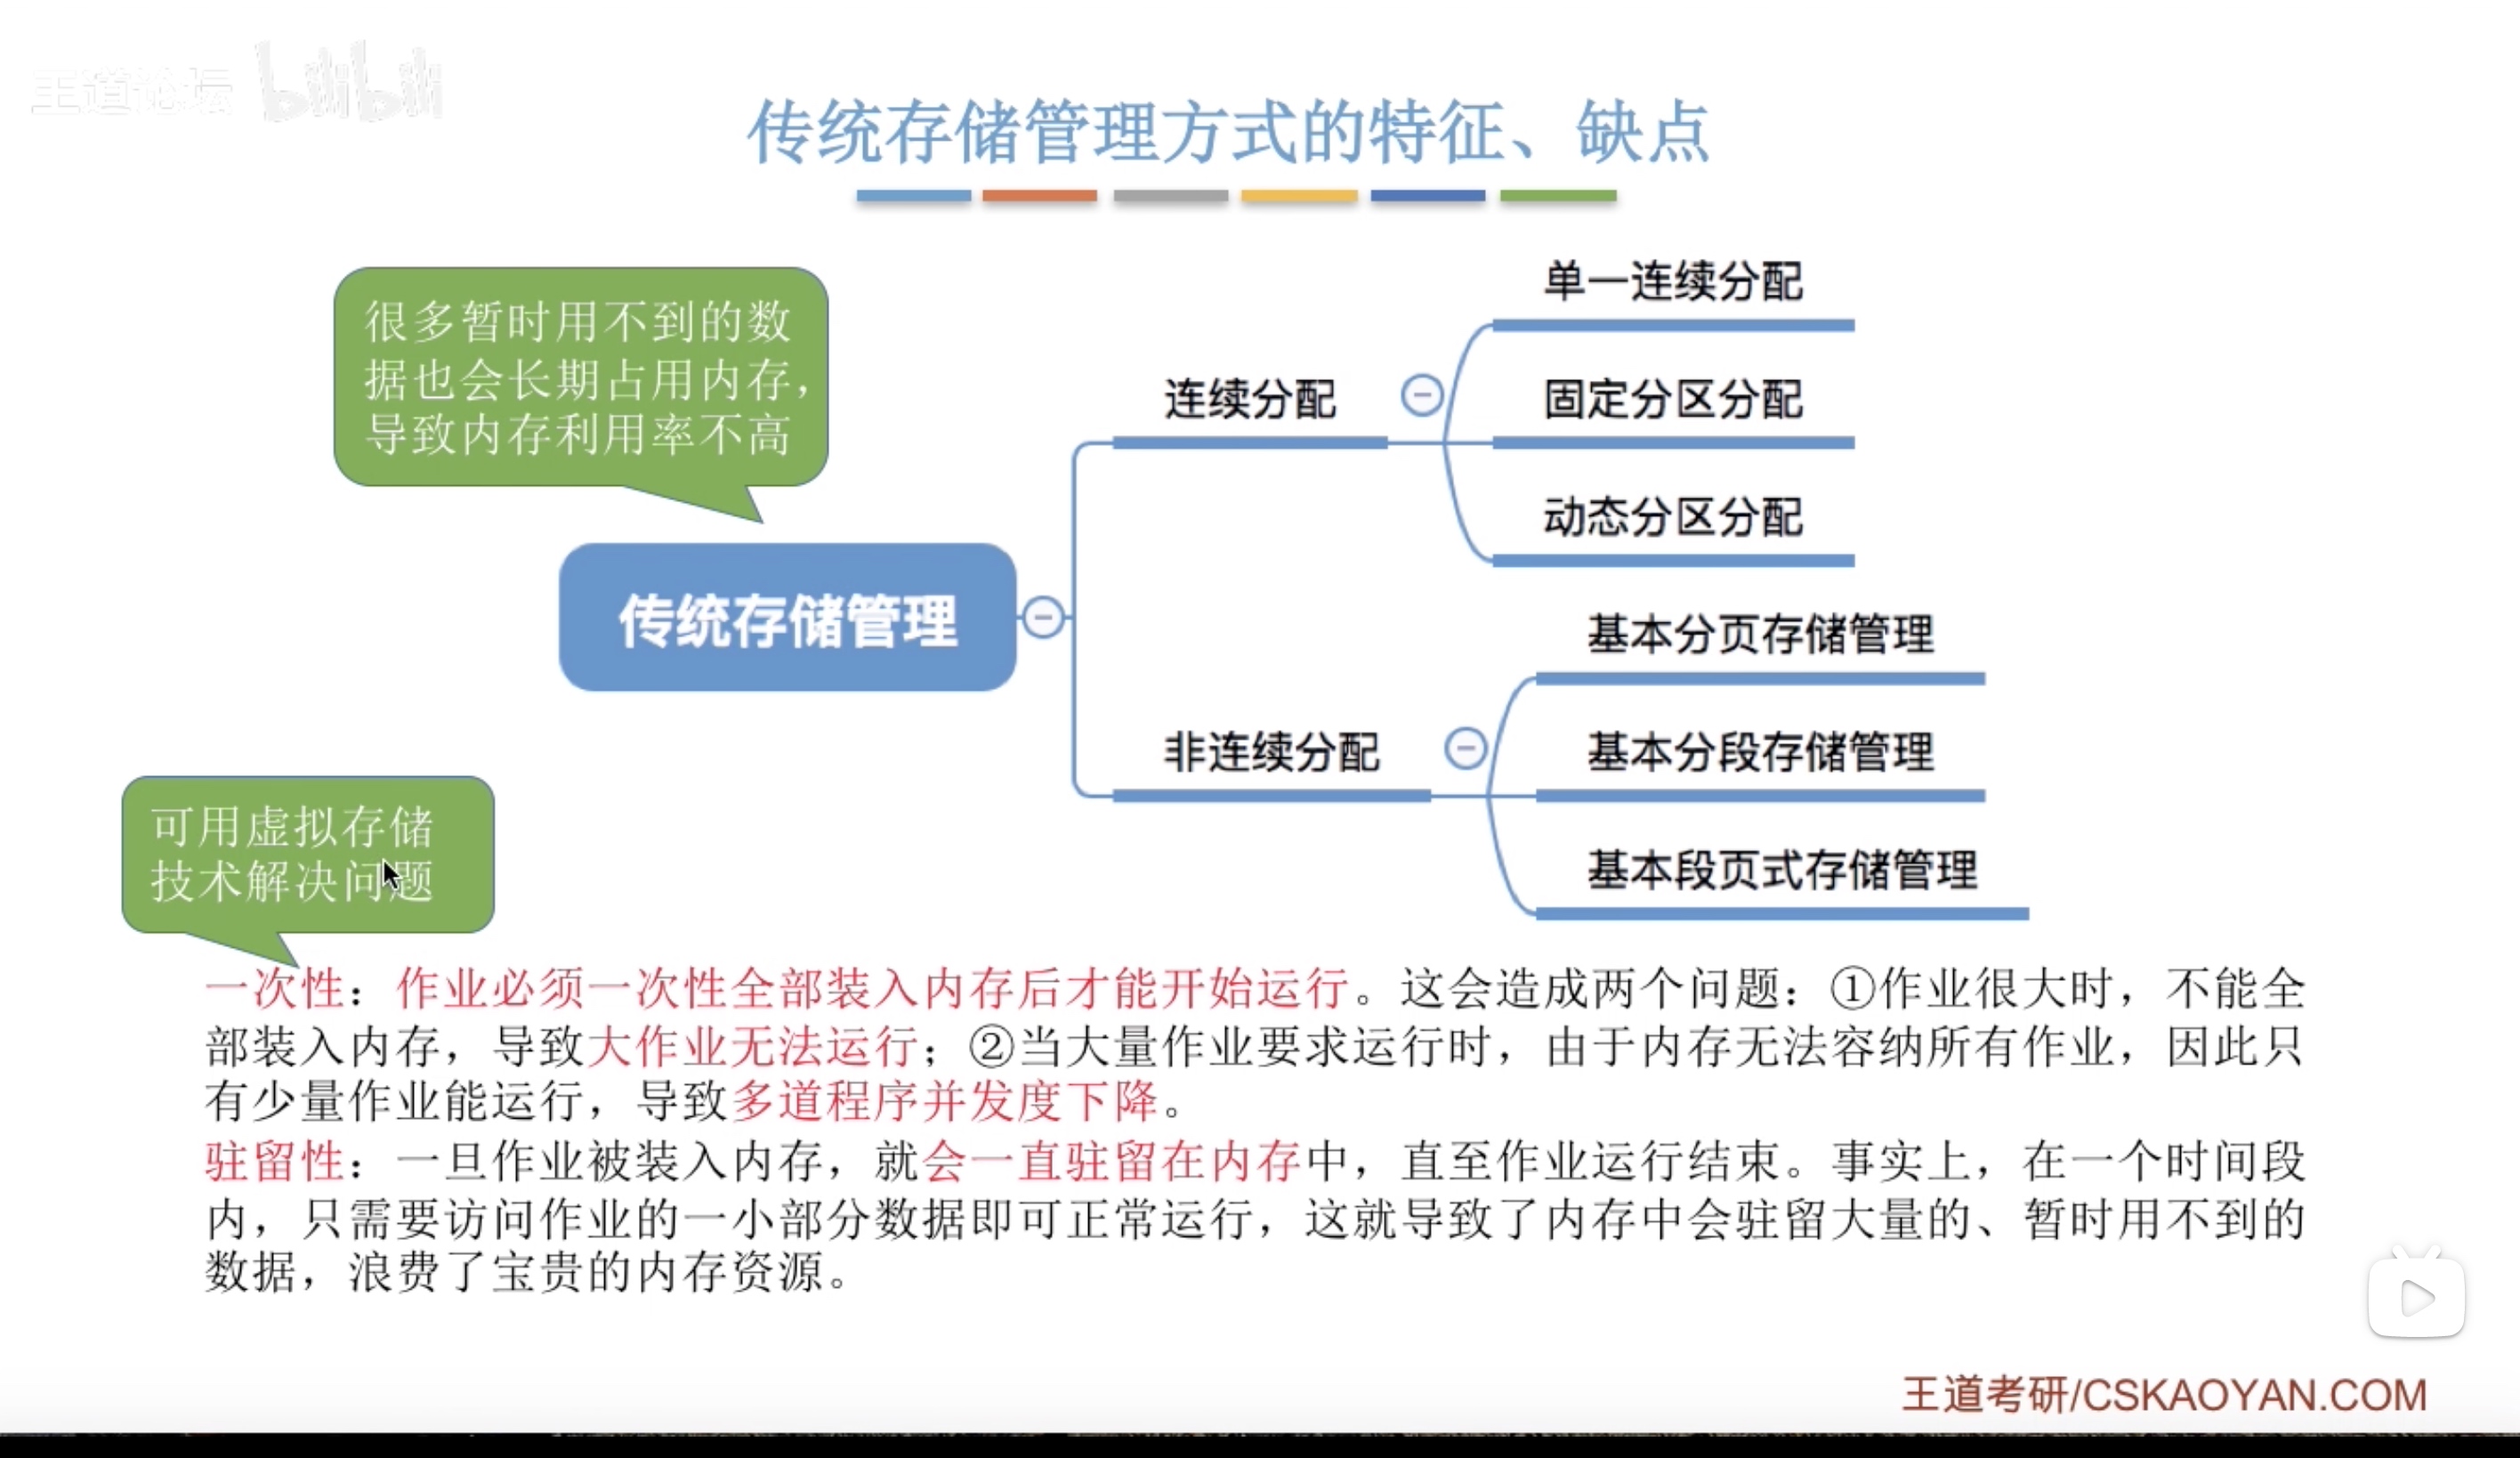 王道论坛 bilibili
传统存储管理方式的特征、缺点
很多暂时用不到的数
据也会长期占用内存，
导致内存利用率不高
传统存储管理
连续分配
单一连续分配
固定分区分配
动态分区分配
非连续分配
基本分页存储管理
基本分段存储管理
基本段页式存储管理
可用虚拟存储
技术解决问题
一次性：作业必须一次性全部装入内存后才能开始运行。这会造成两个问题：①作业很大时，不能全
部装入内存，导致大作业无法运行；②当大量作业要求运行时，由于内存无法容纳所有作业，因此只
有少量作业能运行，导致多道程序并发度下降。
驻留性：一旦作业被装入内存，就会一直驻留在内存中，直至作业运行结束。事实上，在一个时间段
内，只需要访问作业的一小部分数据即可正常运行，这就导致了内存中会驻留大量的、暂时用不到的
数据，浪费了宝贵的内存资源。
王道考研/CSKAOYAN.COM